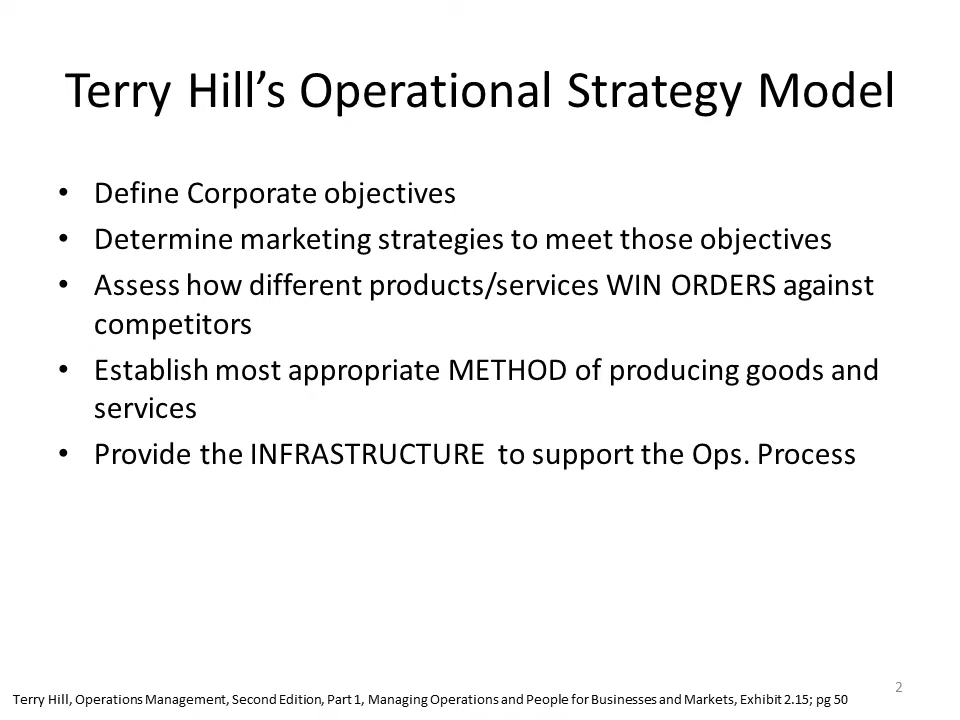 Terry Hill’s Operational Strategy Model
• Define Corporate objectives
• Determine marketing strategies to meet those objectives
• Assess how different products/services WIN ORDERS against
competitors
• Establish most appropriate METHOD of producing goods and
services
• Provide the INFRASTRUCTURE to support the Ops. Process
2
Terry Hill, Operations Management, Second Edition, Part 1, Managing Operations and People for Businesses and Markets, Exhibit 2.15; pg 50